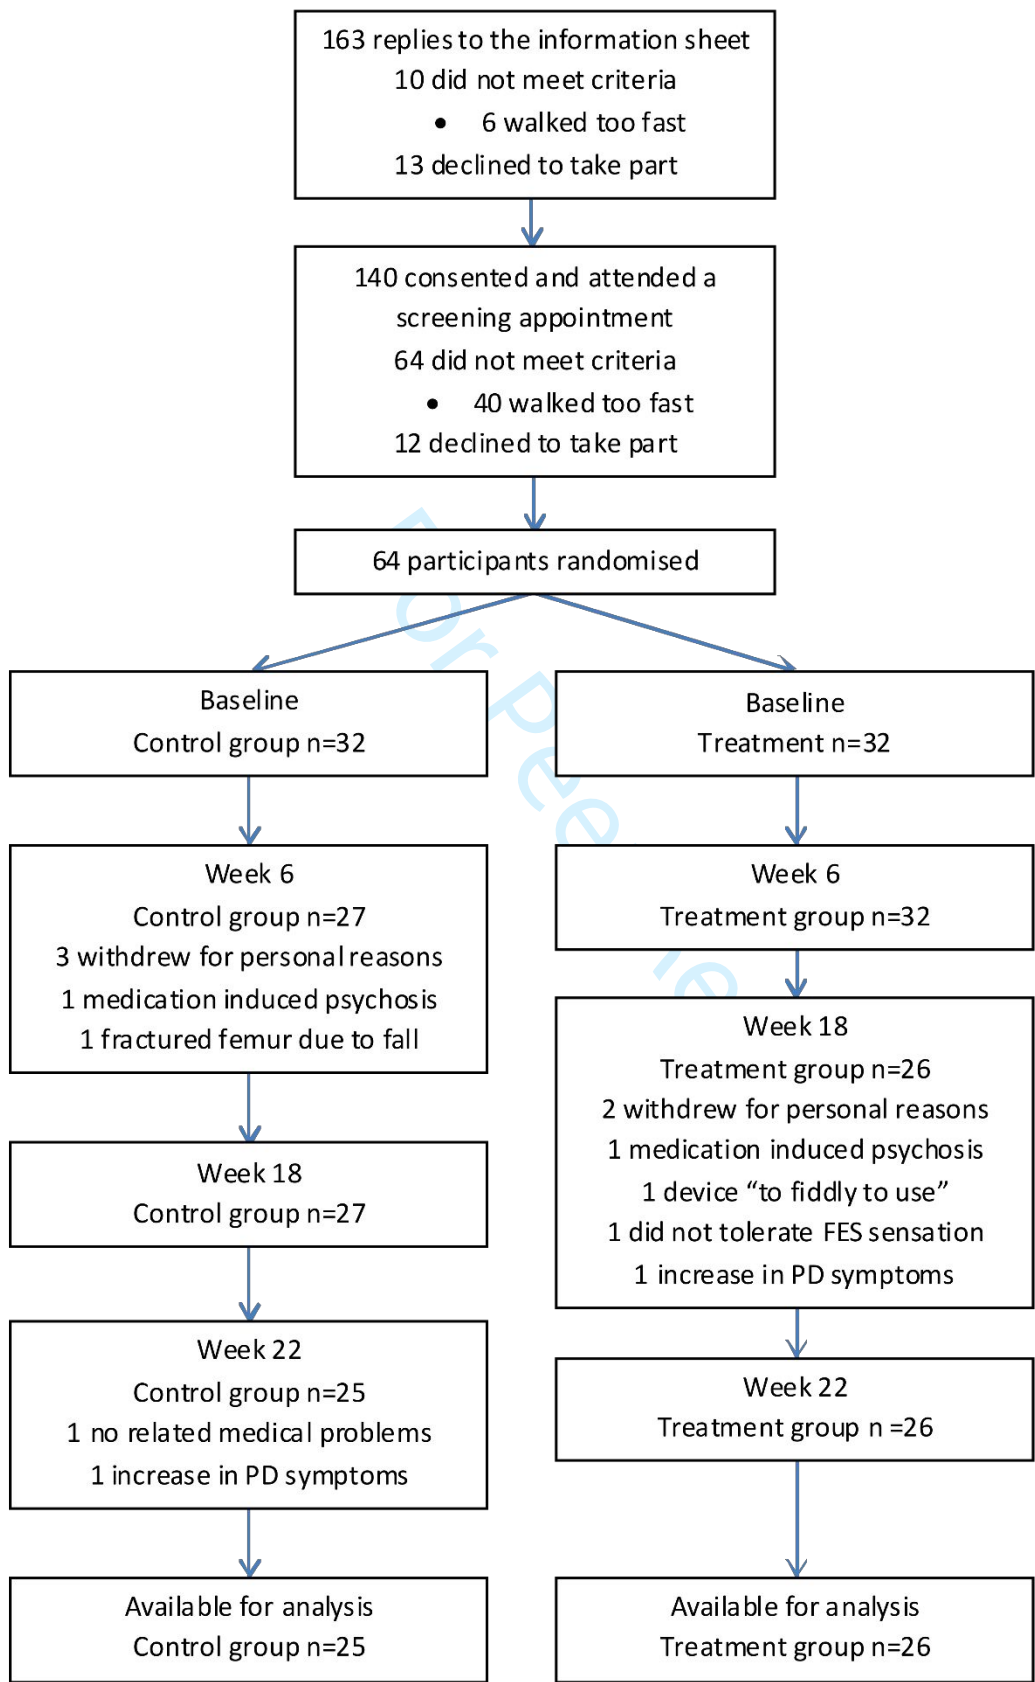 163 replies to the information sheet
10 did not meet criteria
• 6 walked too fast
13 declined to take part
140 consented and attended a
screening appointment
64 did not meet criteria
• 40 walked too fast
12 declined to take part
64 participants randomised
Baseline
Control group n=32
Baseline
Treatment n=32
Week 6
Control group n=27
3 withdrew for personal reasons
1 medication induced psychosis
1 fractured femur due to fall
Week 6
Treatment group n=32
Week 18
Control group n=27
Week 18
Treatment group n=26
2 withdrew for personal reasons
1 medication induced psychosis
1 device “to fiddly to use”
1 did not tolerate FES sensation
1 increase in PD symptoms
Week 22
Control group n=25
1 no related medical problems
1 increase in PD symptoms
Week 22
Treatment group n =26
Available for analysis
Control group n=25
Available for analysis
Treatment group n=26
For Pee